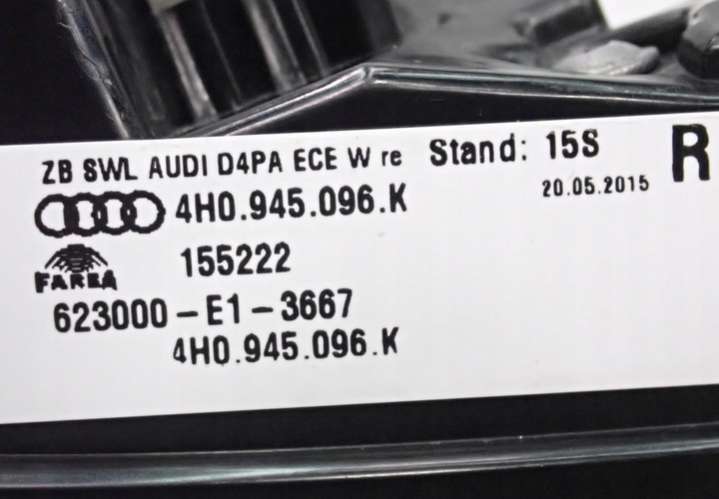 ZB SWL AUDI D4PA ECE W re Stand: 15S R
20.05.2015
4H0.945.096.K
FARBA
155222
623000-E1-3667
4H0.945.096.K